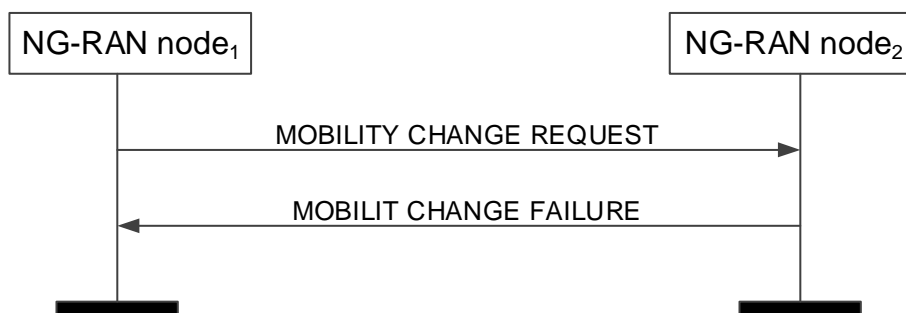 NG-RAN node1
NG-RAN node2
MOBILITY CHANGE REQUEST
MOBILIT CHANGE FAILURE